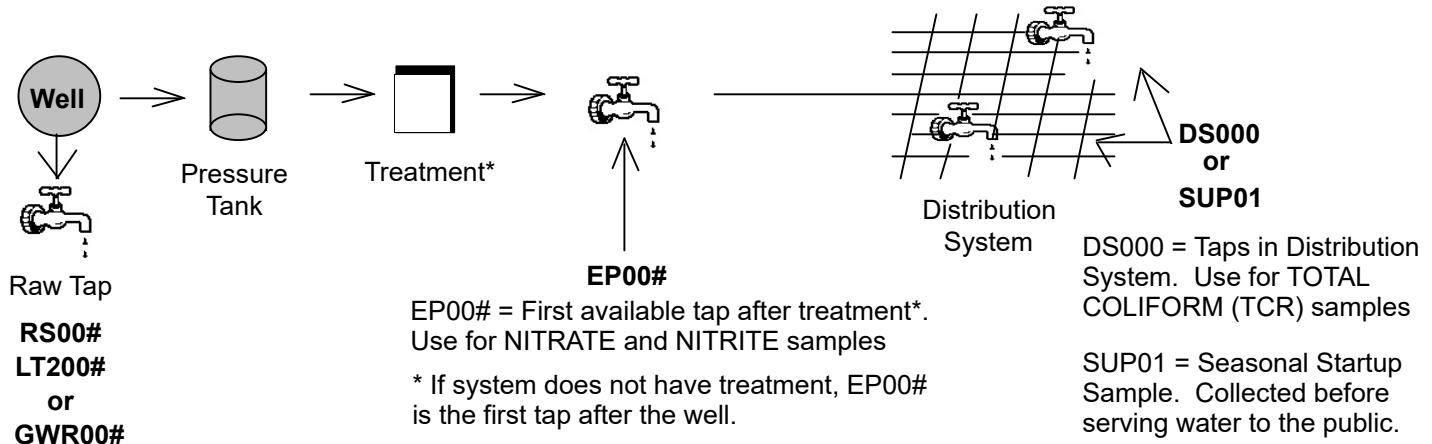 Well
Pressure
Tank
Treatment*
Raw Tap
RS00#
LT200#
or
GWR00#
EP00#
EP00# = First available tap after treatment*.
Use for NITRATE and NITRITE samples
* If system does not have treatment, EP00#
is the first tap after the well.
Distribution
System
DS000
or
SUP01
DS000 = Taps in Distribution
System. Use for TOTAL
COLIFORM (TCR) samples
SUP01 = Seasonal Startup
Sample. Collected before
serving water to the public.